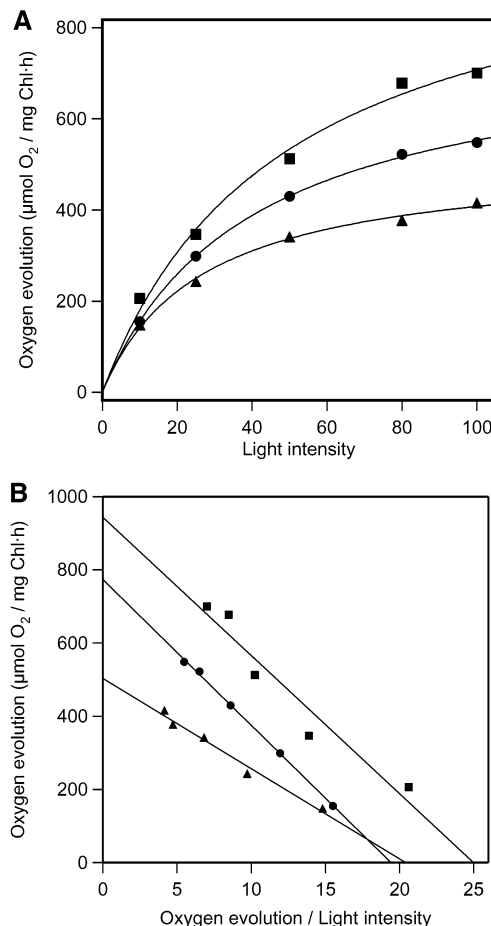 A
Oxygen evolution (μmol O2 / mg Chl·h)
800
600
400
200
0
0 20 40 60 80 100
Light intensity
B
Oxygen evolution (μmol O2 / mg Chl·h)
1000
800
600
400
200
0
0 5 10 15 20 25
Oxygen evolution / Light intensity